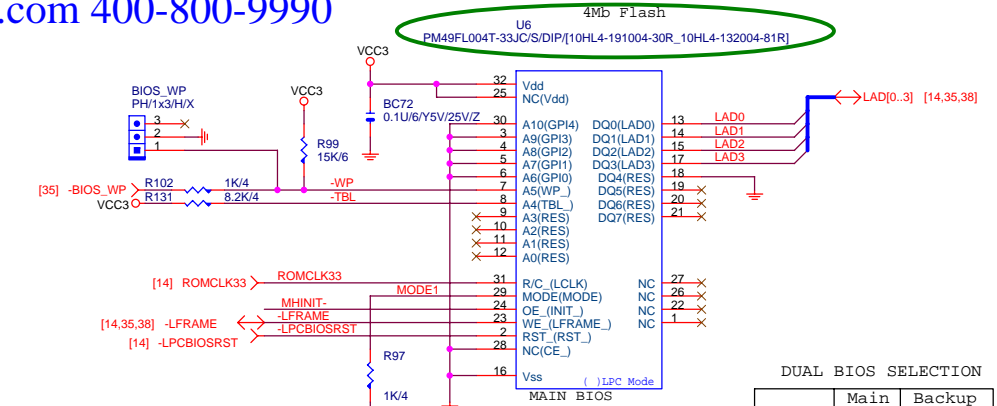 .com 400-800-9990
4Mb Flash
U6
PM49FL004T-33JC/S/DIP/[10HL4-191004-30R_10HL4-132004-81R]
VCC3
BIOS_WP
PH/1x3/H/X
VCC3
BC72
0.1U/6/Y5V/25V/Z
3
2
1
R99
15K/6
[35] -BIOS_WP
R102
1K/4
-WP
VCC3
R131
8.2K/4
-TBL
32 Vdd
25 NC(Vdd)
30 A10(GPI4)
3 A9(GPI3)
4 A8(GPI2)
5 A7(GPI1)
6 A6(GPI0)
7 A5(WP_)
8 A4(TBL_)
9 A3(RES)
10 A2(RES)
11 A1(RES)
12 A0(RES)
31 R/C_(LCLK)
29 MODE(MODE)
24 OE_(INIT_)
23 WE_(LFRAME_)
2 RST_(RST_)
28 NC(CE_)
16 Vss
DQ0(LAD0) 13 LAD0
DQ1(LAD1) 14 LAD1
DQ2(LAD2) 15 LAD2
DQ3(LAD3) 17 LAD3
DQ4(RES) 18
DQ5(RES) 19
DQ6(RES) 20
DQ7(RES) 21
NC 27
NC 26
NC 22
NC 1
LAD[0..3] [14,35,38]
[14] ROMCLK33
ROMCLK33
MODE1
MHINIT-
[14,35,38] -LFRAME
-LFRAME
[14] -LPCBIOSRST
-LPCBIOSRST
R97
1K/4
( )LPC Mode
MAIN BIOS
DUAL BIOS SELECTION
Main Backup